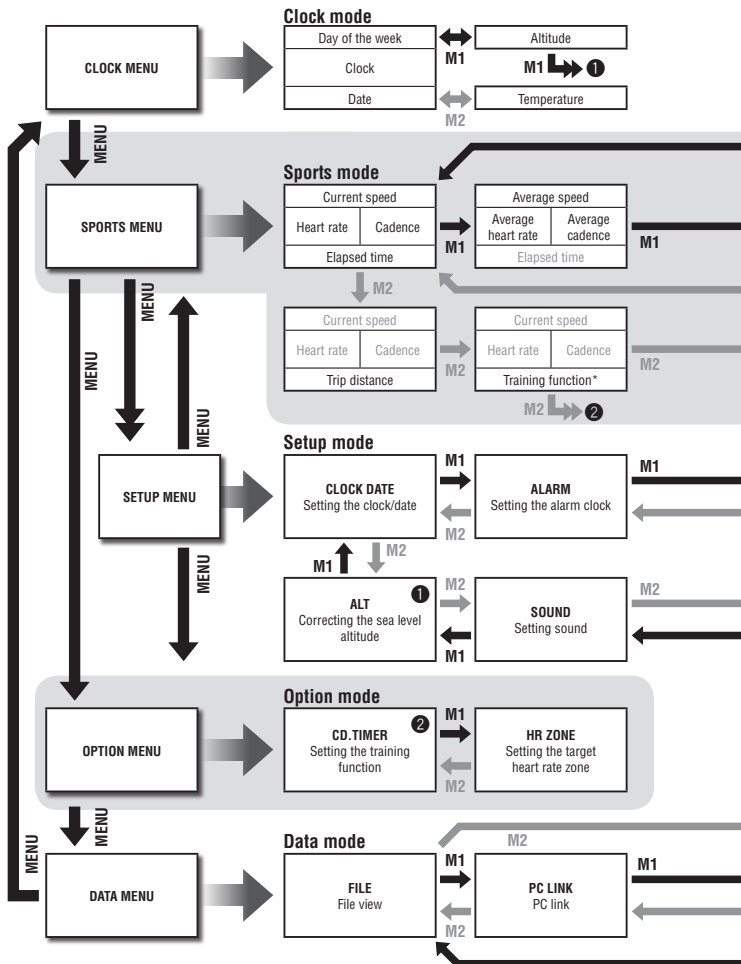 Clock mode
CLOCK MENU
Day of the week
Clock
Date
M1
Altitude
M1 ❶
Temperature
M2
MENU
Sports mode
SPORTS MENU
Current speed
Heart rate
Cadence
Elapsed time
M1
Average speed
Average
heart rate
Average
cadence
Elapsed time
M1
M2
Current speed
Heart rate
Cadence
Trip distance
M2
Current speed
Heart rate
Cadence
Training function*
M2
M2 ❷
MENU
MENU
MENU
Setup mode
SETUP MENU
CLOCK DATE
Setting the clock/date
M1
M2
ALARM
Setting the alarm clock
M1
M1
M2
ALT
❶
Correcting the sea level
altitude
M2
M1
SOUND
Setting sound
M2
MENU
Option mode
OPTION MENU
CD.TIMER
❷
Setting the training
function
M1
M2
HR ZONE
Setting the target
heart rate zone
MENU
MENU
Data mode
DATA MENU
M2
FILE
File view
M1
M2
PC LINK
PC link
M1